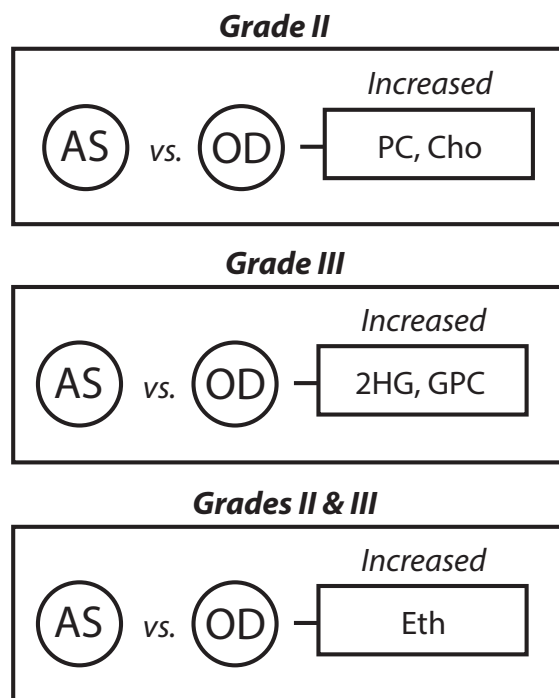 Grade II
Increased
AS vs. OD PC, Cho
Grade III
Increased
AS vs. OD 2HG, GPC
Grades II & III
Increased
AS vs. OD Eth